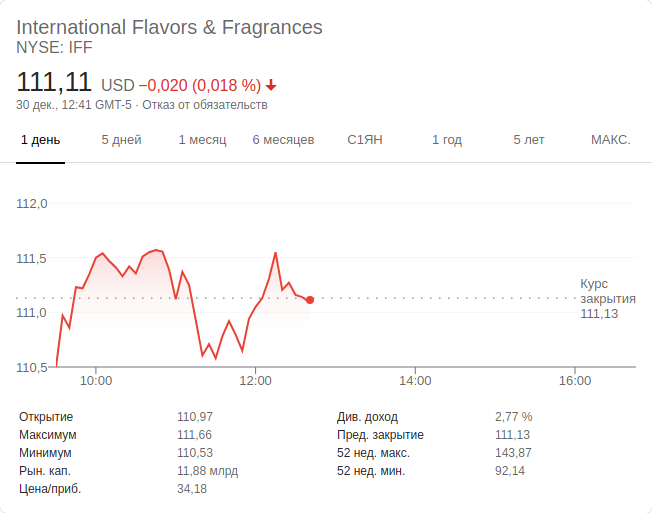 International Flavors & Fragrances
NYSE: IFF
111,11 USD −0,020 (0,018 %)
30 дек., 12:41 GMT-5 · Отказ от обязательств
1 день 5 дней 1 месяц 6 месяцев С1ЯН 1 год 5 лет МАКС.
112,0
111,5
111,0
110,5
Курс
закрытия
111,13
10:00 12:00 14:00 16:00
Открытие 110,97 Див. доход 2,77 %
Максимум 111,66 Пред. закрытие 111,13
Минимум 110,53 52 нед. макс. 143,87
Рын. кап. 11,88 млрд 52 нед. мин. 92,14
Цена/приб. 34,18